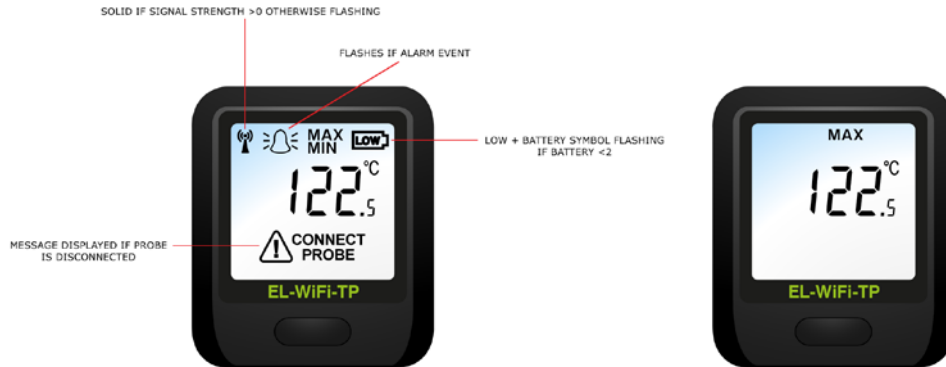 SOLID IF SIGNAL STRENGTH >0 OTHERWISE FLASHING
FLASHES IF ALARM EVENT
MAX
MIN
LOW
LOW + BATTERY SYMBOL FLASHING
IF BATTERY <2
122.5 °C
MESSAGE DISPLAYED IF PROBE
IS DISCONNECTED
CONNECT
PROBE
EL-WiFi-TP
MAX
122.5 °C
EL-WiFi-TP